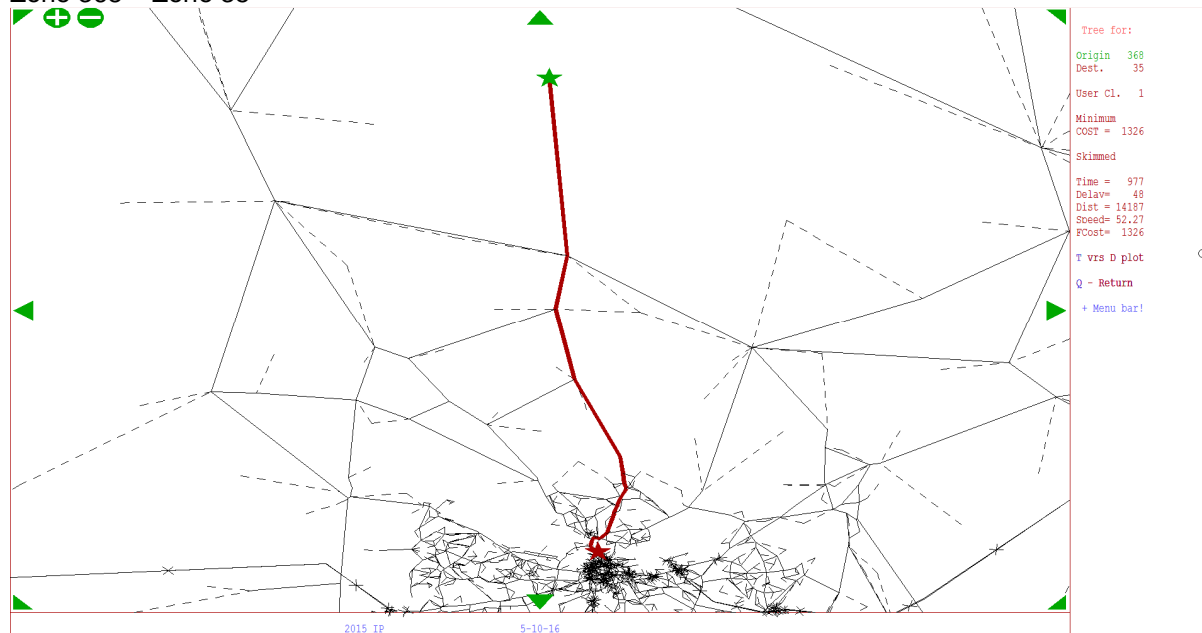 Tree for:
Origin 368
Dest. 35
User Cl. 1
Minimum
COST = 1326
Skimmed
Time = 977
Delav= 48
Dist = 14187
Speed= 52.27
FCost= 1326
T vrs D plot
Q - Return
+ Menu bar!
2015 IP 5-10-16